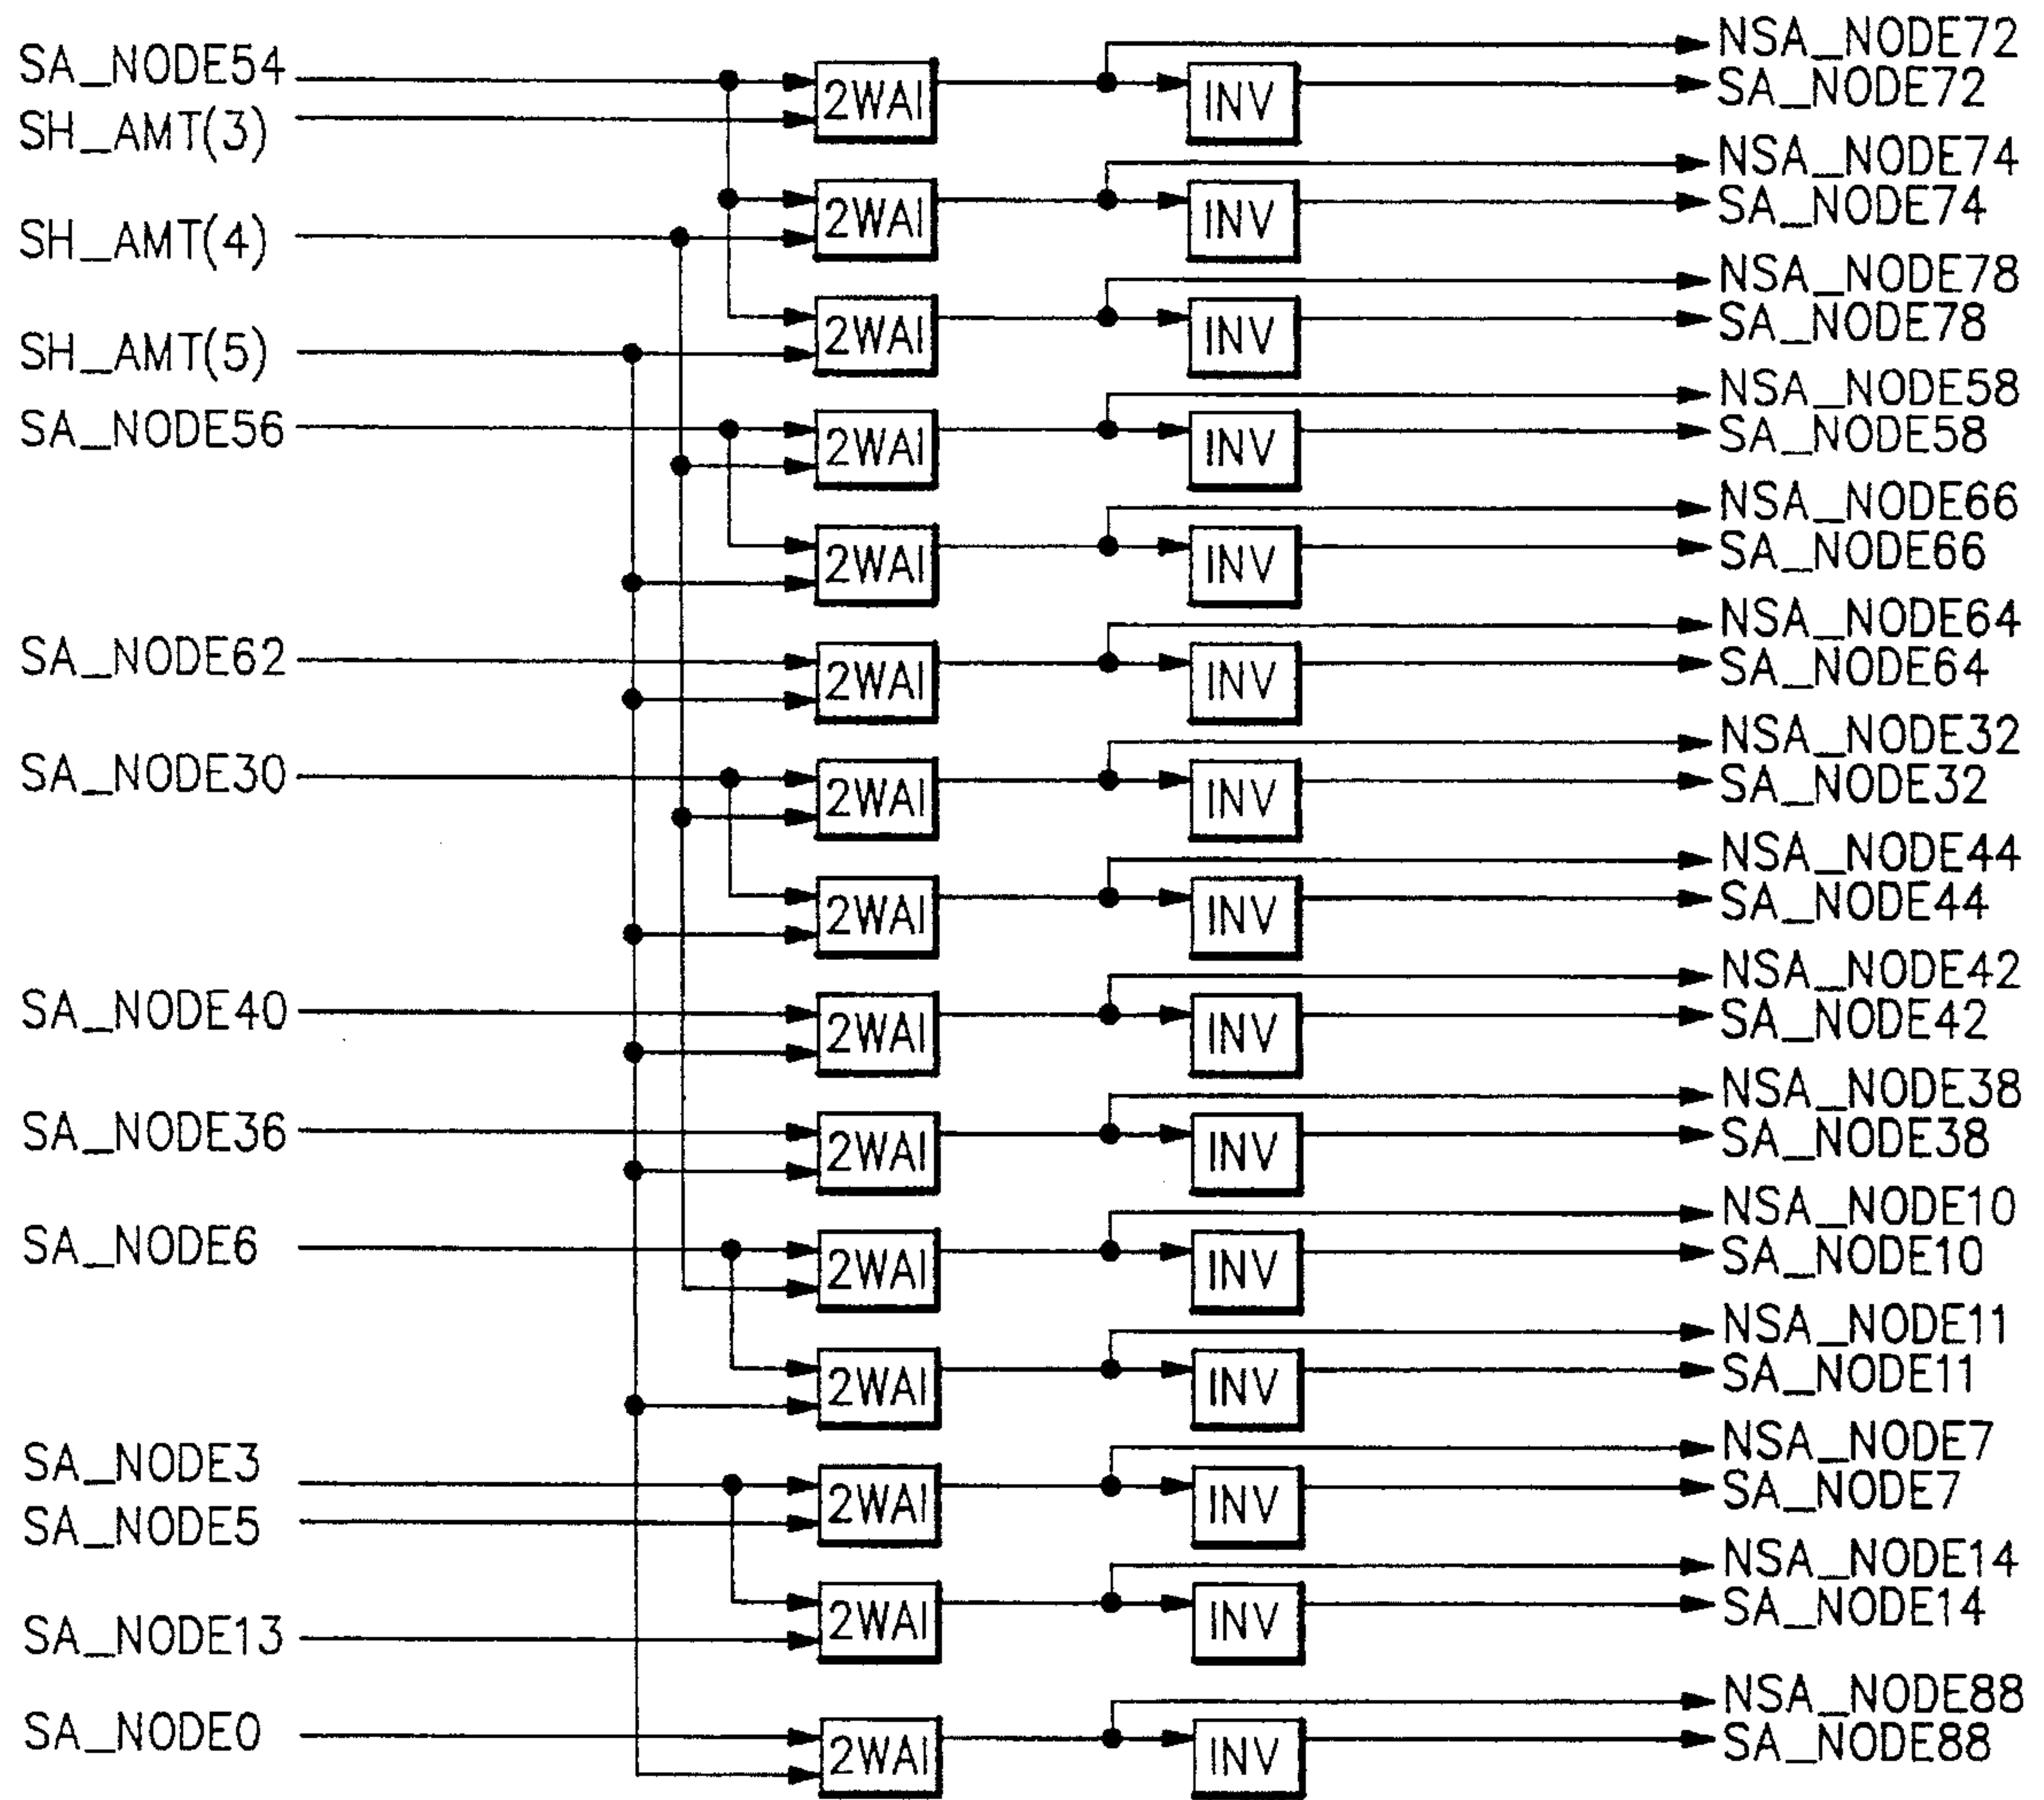 NSA_NODE72
SA_NODE54 2WAI INV SA_NODE72
SH_AMT(3)
NSA_NODE74
2WAI INV SA_NODE74
SH_AMT(4)
NSA_NODE78
2WAI INV SA_NODE78
SH_AMT(5)
NSA_NODE58
SA_NODE56 2WAI INV SA_NODE58
NSA_NODE66
2WAI INV SA_NODE66
NSA_NODE64
SA_NODE62 2WAI INV SA_NODE64
NSA_NODE32
SA_NODE30 2WAI INV SA_NODE32
NSA_NODE44
2WAI INV SA_NODE44
NSA_NODE42
SA_NODE40 2WAI INV SA_NODE42
NSA_NODE38
SA_NODE36 2WAI INV SA_NODE38
NSA_NODE10
SA_NODE6 2WAI INV SA_NODE10
NSA_NODE11
2WAI INV SA_NODE11
NSA_NODE7
SA_NODE3 2WAI INV SA_NODE7
SA_NODE5
NSA_NODE14
2WAI INV SA_NODE14
SA_NODE13
NSA_NODE88
SA_NODE0 2WAI INV SA_NODE88